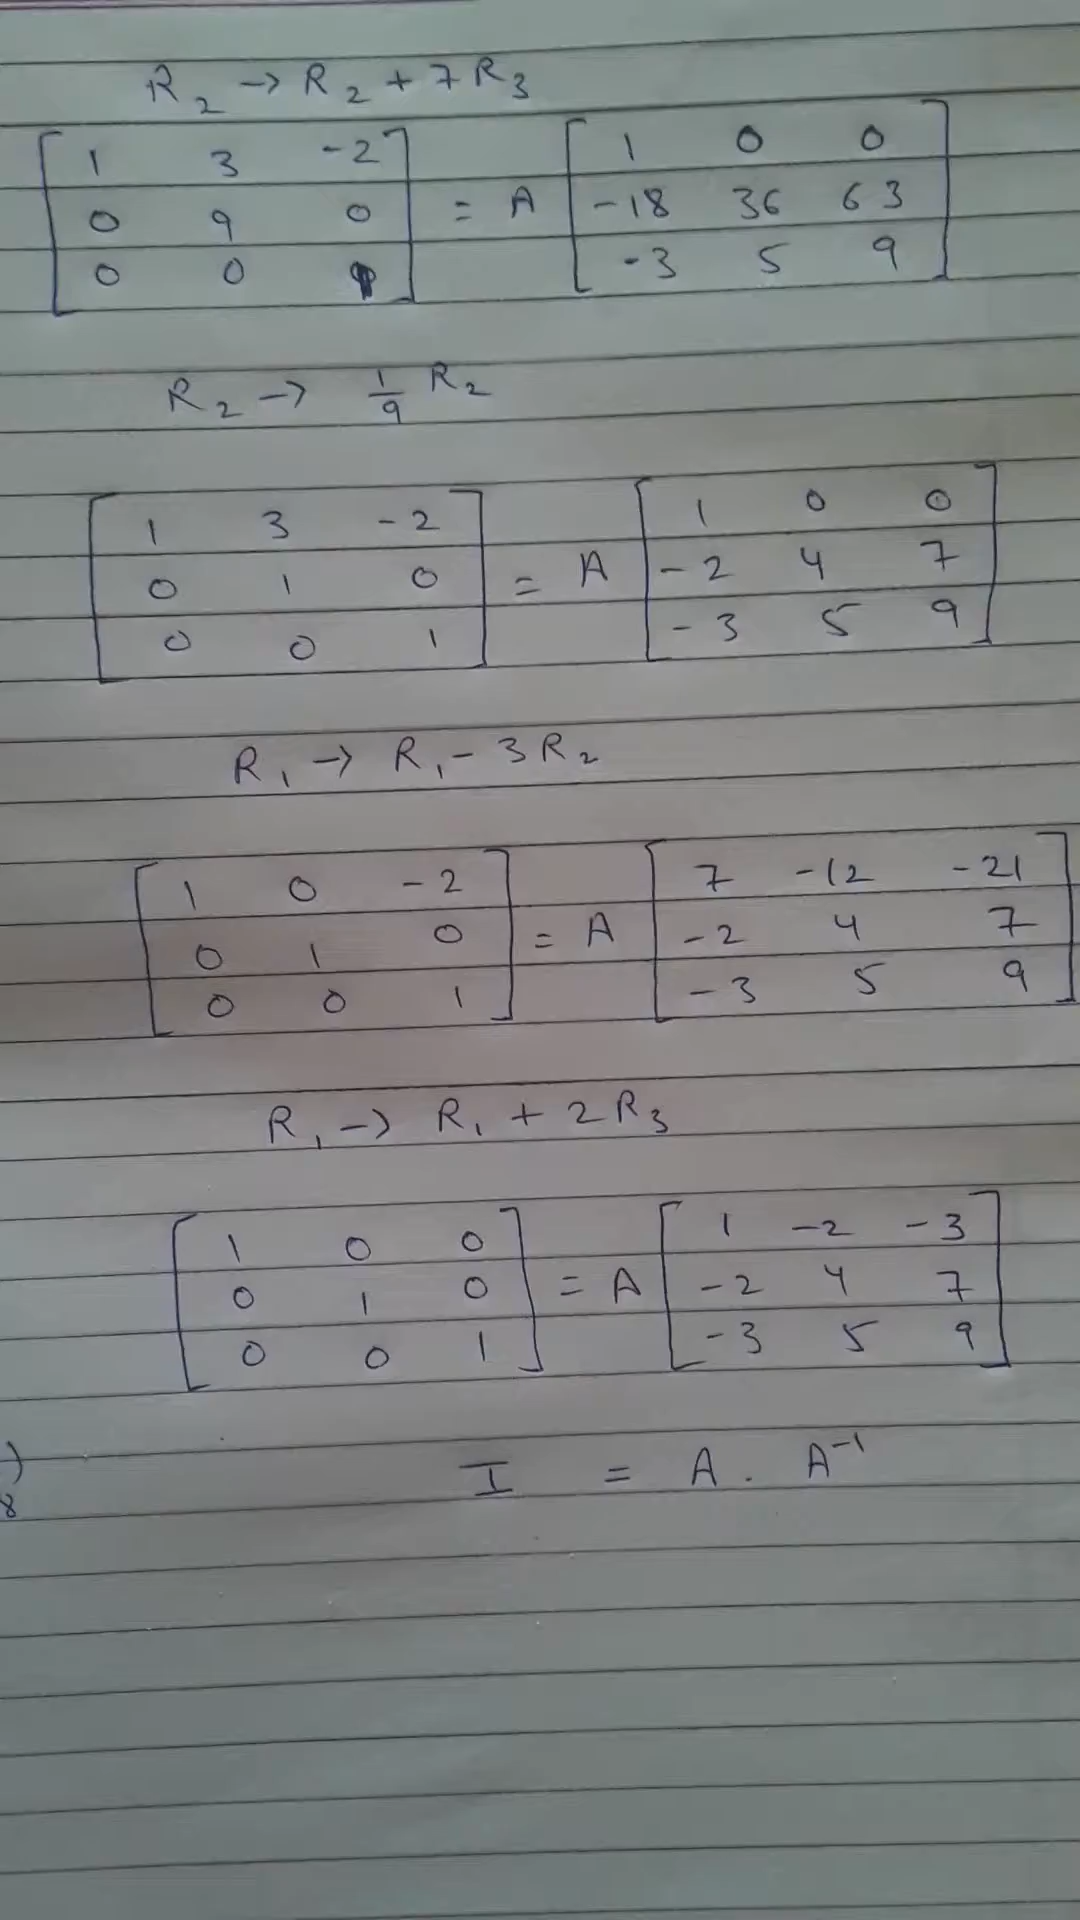 R₂ → R₂ + 7R₃
[1 3 -2] [1 0 0]
[0 9 0] = A [-18 36 63]
[0 0 1] [-3 5 9]
R₂ → 1/9 R₂
[1 3 -2] [1 0 0]
[0 1 0] = A [-2 4 7]
[0 0 1] [-3 5 9]
R₁ → R₁ - 3R₂
[1 0 -2] [7 -12 -21]
[0 1 0] = A [-2 4 7]
[0 0 1] [-3 5 9]
R₁ → R₁ + 2R₃
[1 0 0] [1 -2 -3]
[0 1 0] = A [-2 4 7]
[0 0 1] [-3 5 9]
I = A . A⁻¹